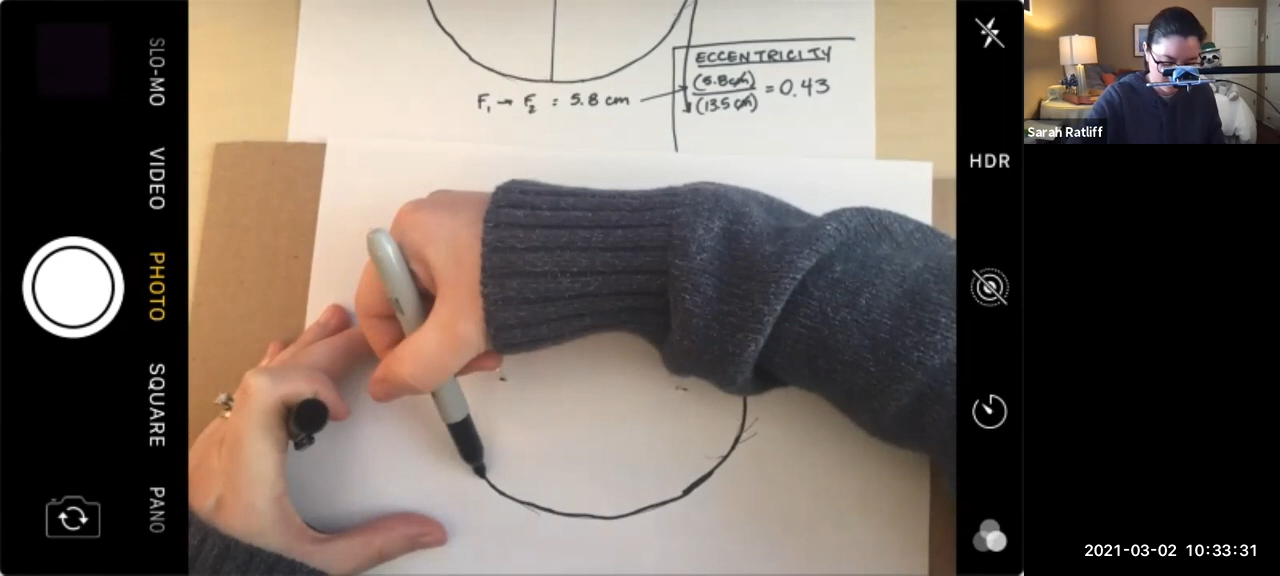 SLO-MO
VIDEO
PHOTO
SQUARE
PANO
ECCENTRICITY
(5.8cm)
(13.5cm)
= 0.43
F₁ → F₂ : 5.8 cm
HDR
Sarah Ratliff
2021-03-02 10:33:31